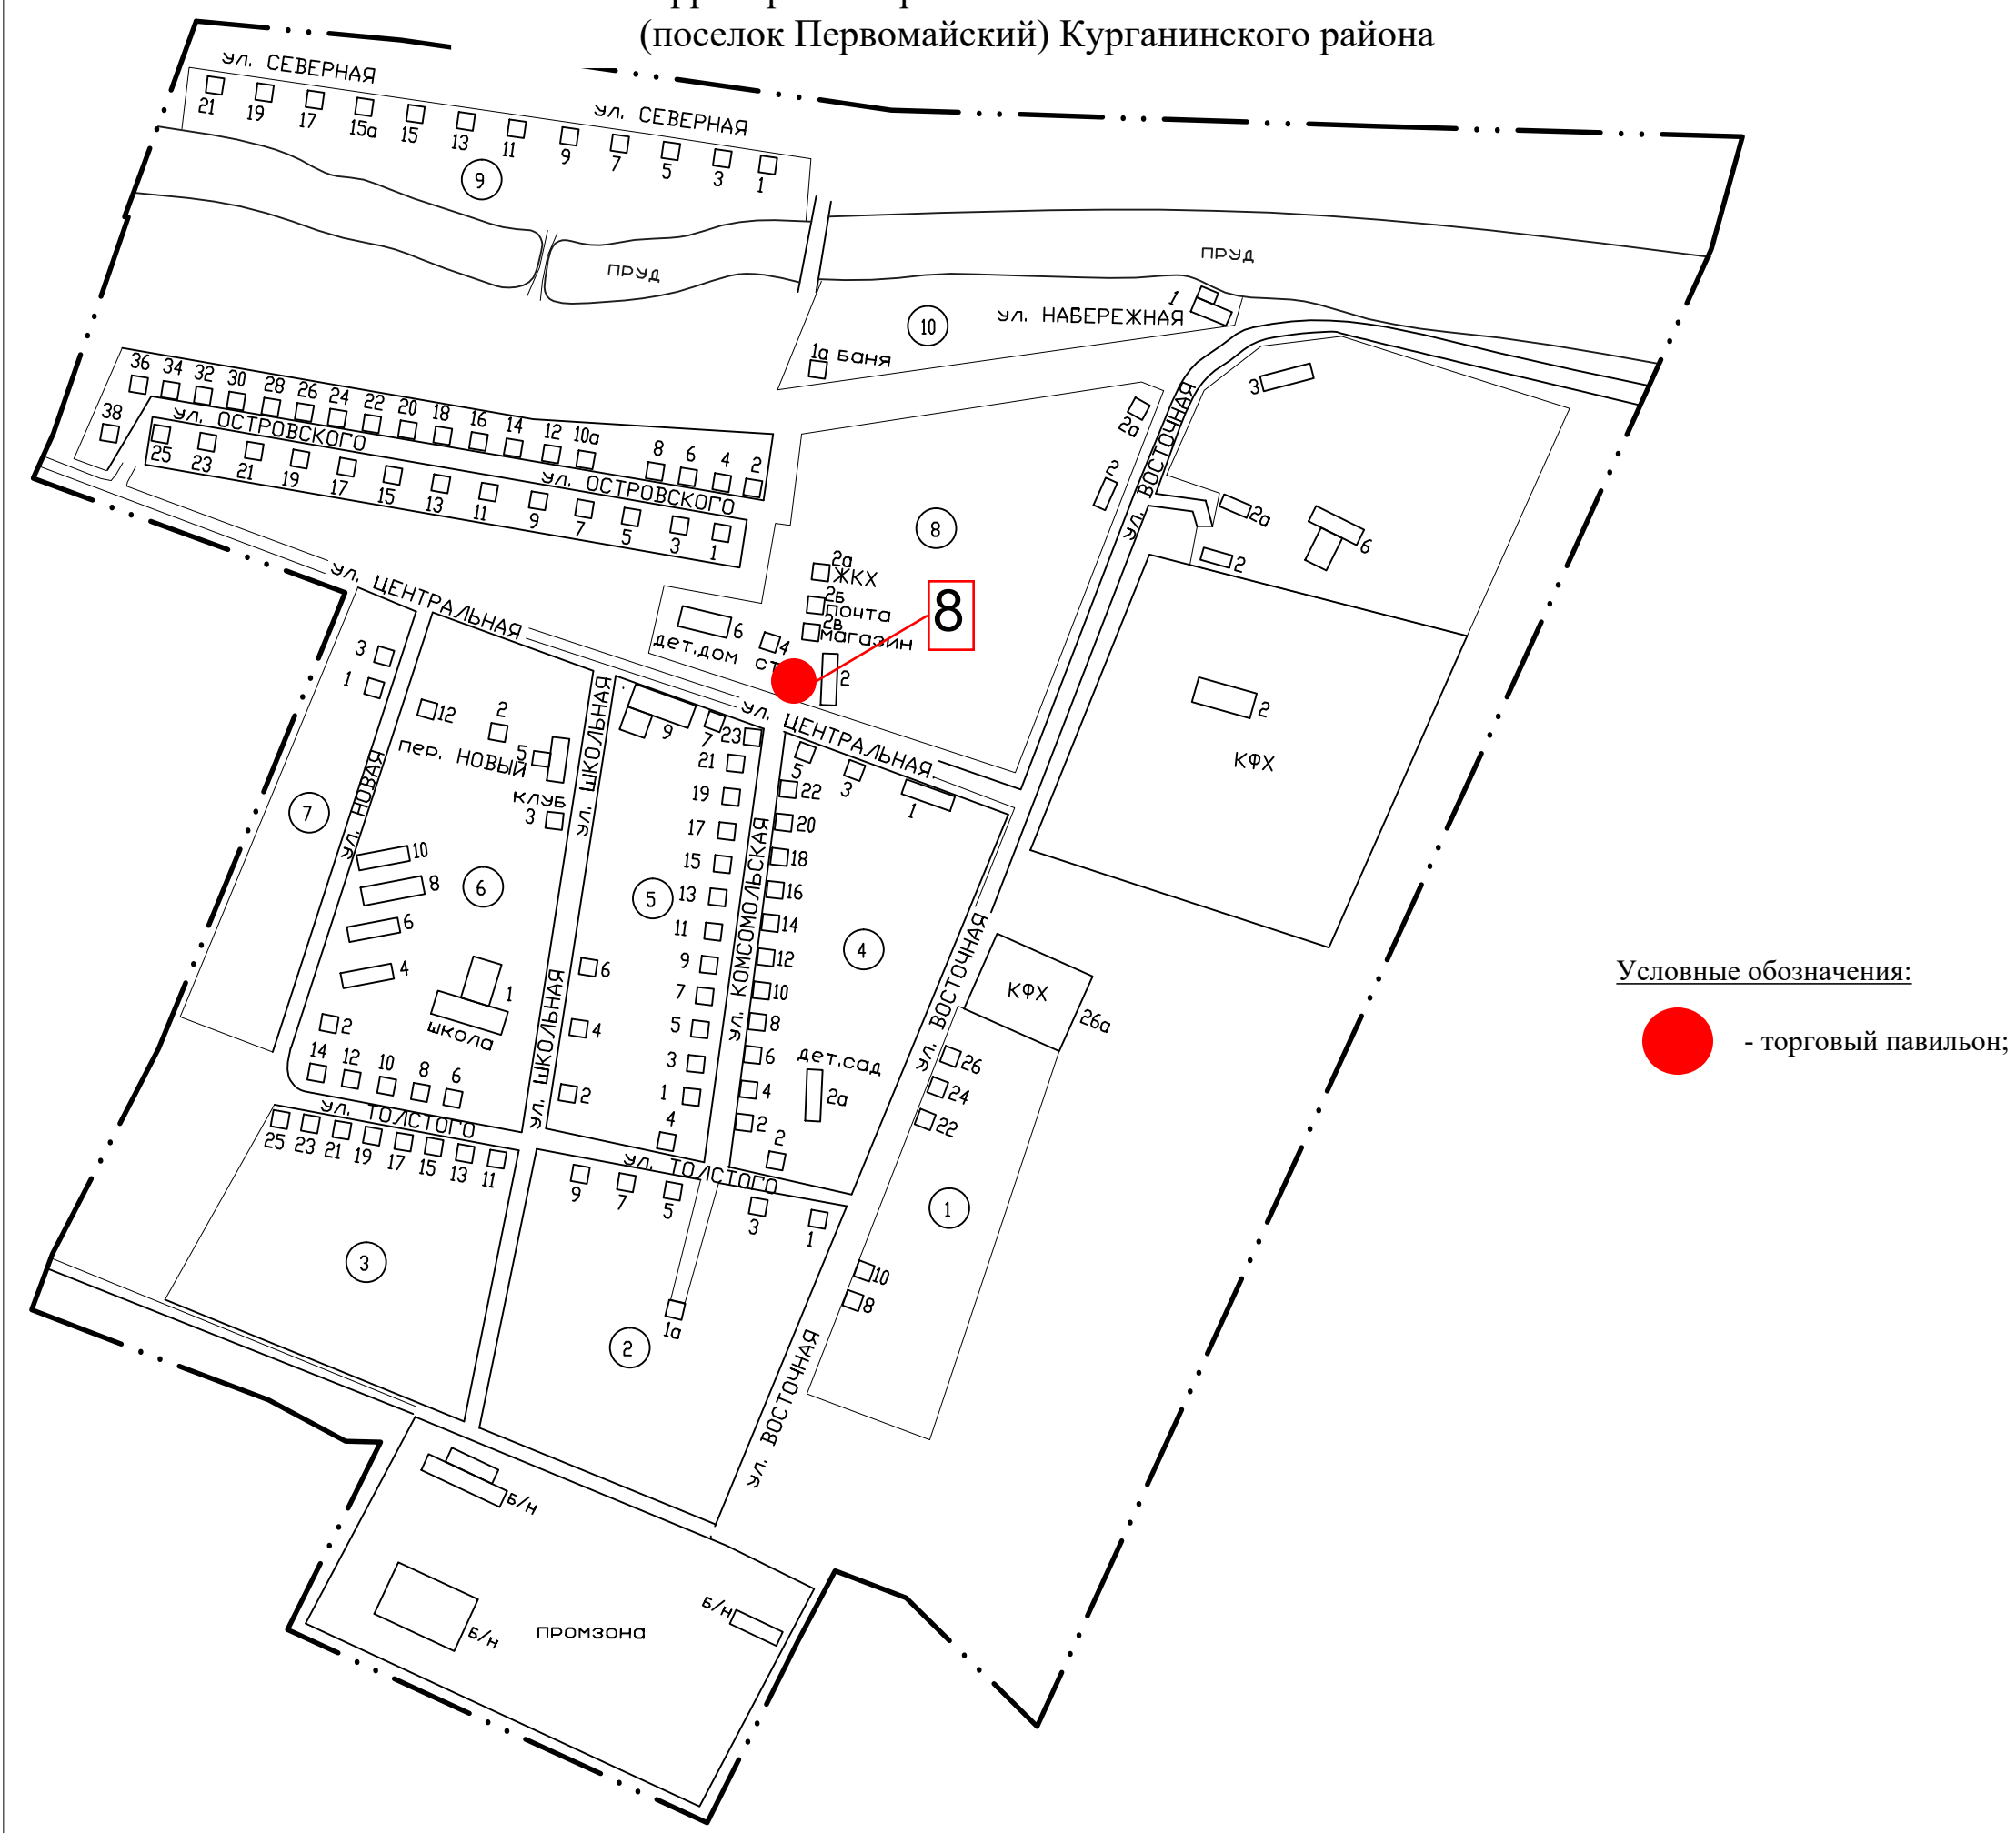 (поселок Первомайский) Курганинского района
ул. СЕВЕРНАЯ
ул. СЕВЕРНАЯ
21 19 17 15а 15 13 11 9 7 5 3 1
9
ПРУД
ПРУД
10
ул. НАБЕРЕЖНАЯ
1
1а Баня
3
36 34 32 30 28 26 24 22 20 18 16 14 12 10а 8 6 4 2
38
ул. ОСТРОВСКОГО
ул. ОСТРОВСКОГО
25 23 21 19 17 15 13 11 9 7 5 3 1
2а
2
ул. ВОСТОЧНАЯ
ул. ВОСТОЧНАЯ
2а
6
2
8
2а
ЖКХ
2Б
почта
2в
магазин
8
6
дет.дом
4
2
ул. ЦЕНТРАЛЬНАЯ
ул. ЦЕНТРАЛЬНАЯ
2
КФХ
3
1
7
ул. НОВАЯ
12
2
пер. НОВЫЙ
5
клуб
3
10
8
6
4
6
1
школа
2
14 12 10 8 6
ул. ШКОЛЬНАЯ
ул. ШКОЛЬНАЯ
9
7
23
21
19
17
15
13
11
9
7
5
3
1
4
5
6
4
2
ул. КОМСОМОЛЬСКАЯ
5
3
1
22
20
18
16
14
12
10
8
6
4
2
2
4
дет.сад
2а
ул. ВОСТОЧНАЯ
КФХ
26а
26
24
22
1
10
8
ул. ТОЛСТОГО
25 23 21 19 17 15 13 11
ул. ТОЛСТОГО
9 7 5 3 1
3
2
1а
ул. ВОСТОЧНАЯ
Б/н
Б/н
промзона
Б/н
Условные обозначения:
- торговый павильон;